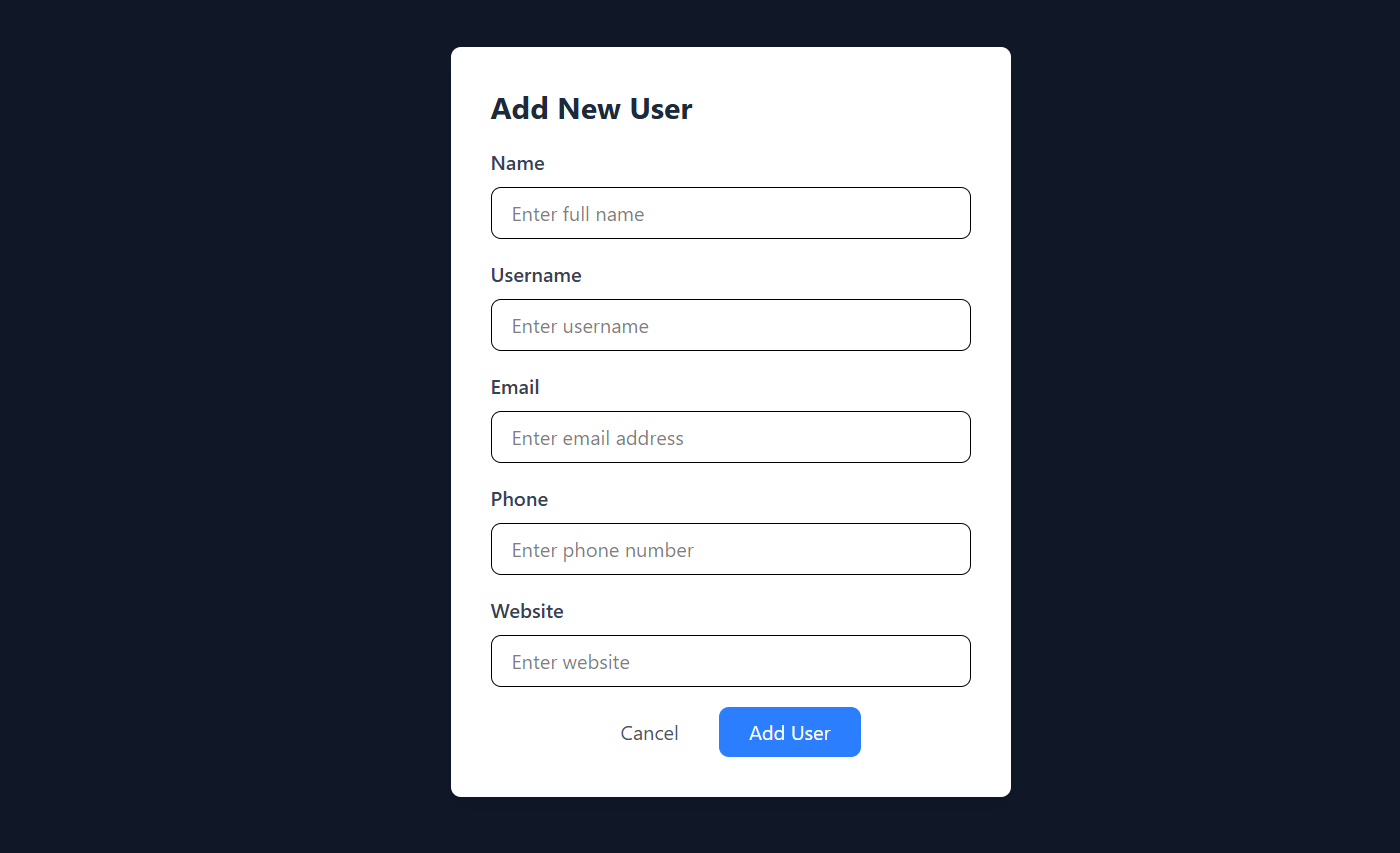 Add New User
Name
Enter full name
Username
Enter username
Email
Enter email address
Phone
Enter phone number
Website
Enter website
Cancel Add User